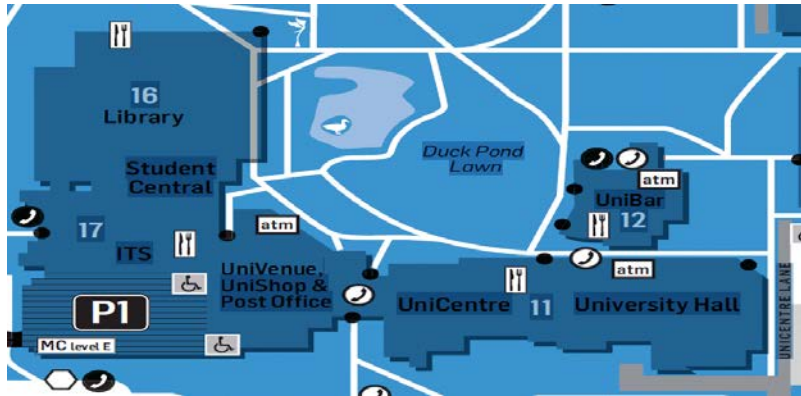 16
Library
Student
Central
17
ITS
P1
MC level E
atm
UniVenue,
UniShop &
Post Office
Duck Pond
Lawn
atm
UniBar
12
atm
UniCentre
11
University Hall
UNICENTRE LANE